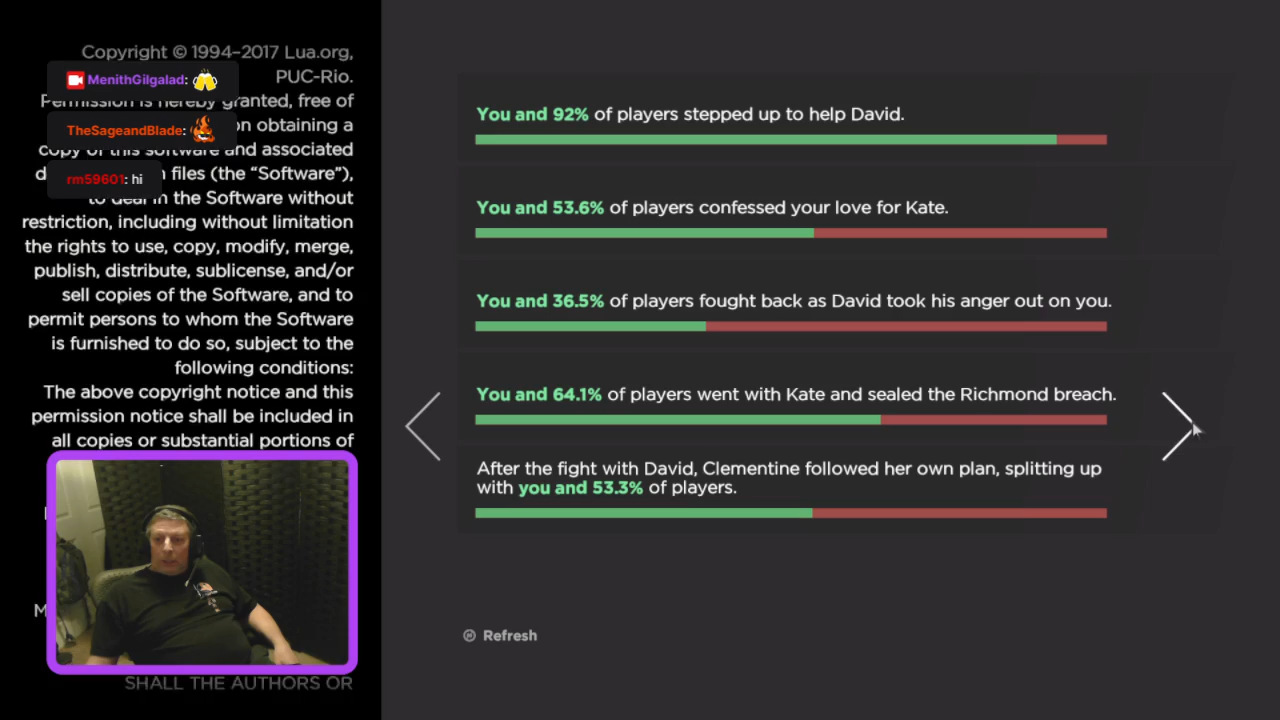 Copyright © 1994–2017 Lua.org,
PUC-Rio.
MenithGilgalad:
Permission is hereby granted, free of
TheSageandBlade:
on obtaining a
copy of this software and associated
files (the “Software”),
rm59601: hi
to deal in the Software without
restriction, including without limitation
the rights to use, copy, modify, merge,
publish, distribute, sublicense, and/or
sell copies of the Software, and to
permit persons to whom the Software
is furnished to do so, subject to the
following conditions:
The above copyright notice and this
permission notice shall be included in
all copies or substantial portions of
SHALL THE AUTHORS OR
You and 92% of players stepped up to help David.
You and 53.6% of players confessed your love for Kate.
You and 36.5% of players fought back as David took his anger out on you.
You and 64.1% of players went with Kate and sealed the Richmond breach.
After the fight with David, Clementine followed her own plan, splitting up
with you and 53.3% of players.
Refresh